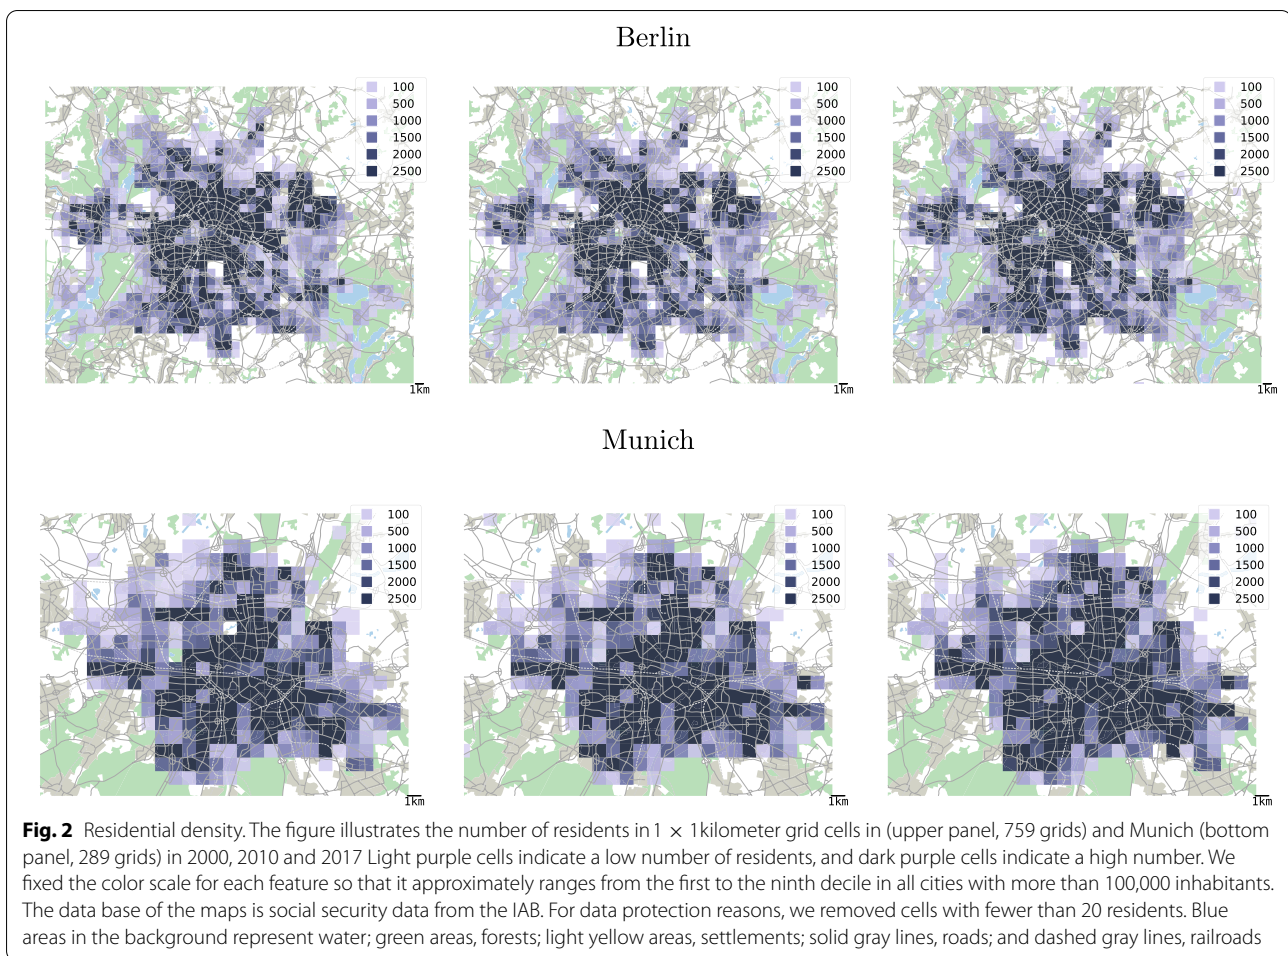 Berlin
100
500
1000
1500
2000
2500
100
500
1000
1500
2000
2500
100
500
1000
1500
2000
2500
1km
1km
1km
Munich
100
500
1000
1500
2000
2500
100
500
1000
1500
2000
2500
100
500
1000
1500
2000
2500
1km
1km
1km
Fig. 2 Residential density. The figure illustrates the number of residents in 1 × 1kilometer grid cells in (upper panel, 759 grids) and Munich (bottom
panel, 289 grids) in 2000, 2010 and 2017 Light purple cells indicate a low number of residents, and dark purple cells indicate a high number. We
fixed the color scale for each feature so that it approximately ranges from the first to the ninth decile in all cities with more than 100,000 inhabitants.
The data base of the maps is social security data from the IAB. For data protection reasons, we removed cells with fewer than 20 residents. Blue
areas in the background represent water; green areas, forests; light yellow areas, settlements; solid gray lines, roads; and dashed gray lines, railroads